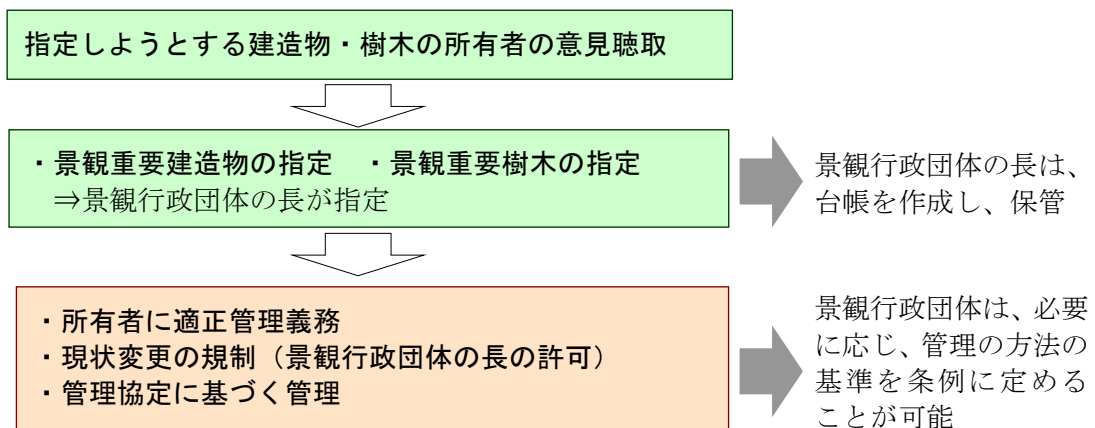 指定しようとする建造物・樹木の所有者の意見聴取
・景観重要建造物の指定　・景観重要樹木の指定
⇒景観行政団体の長が指定
景観行政団体の長は、
台帳を作成し、保管
・所有者に適正管理義務
・現状変更の規制（景観行政団体の長の許可）
・管理協定に基づく管理
景観行政団体は、必要
に応じ、管理の方法の
基準を条例に定める
ことが可能